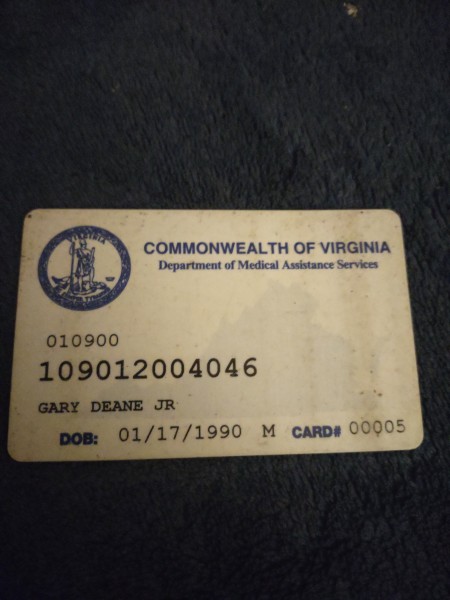 VIRGINIA
COMMONWEALTH OF VIRGINIA
Department of Medical Assistance Services
010900
109012004046
GARY DEANE JR
DOB: 01/17/1990 M CARD# 00005